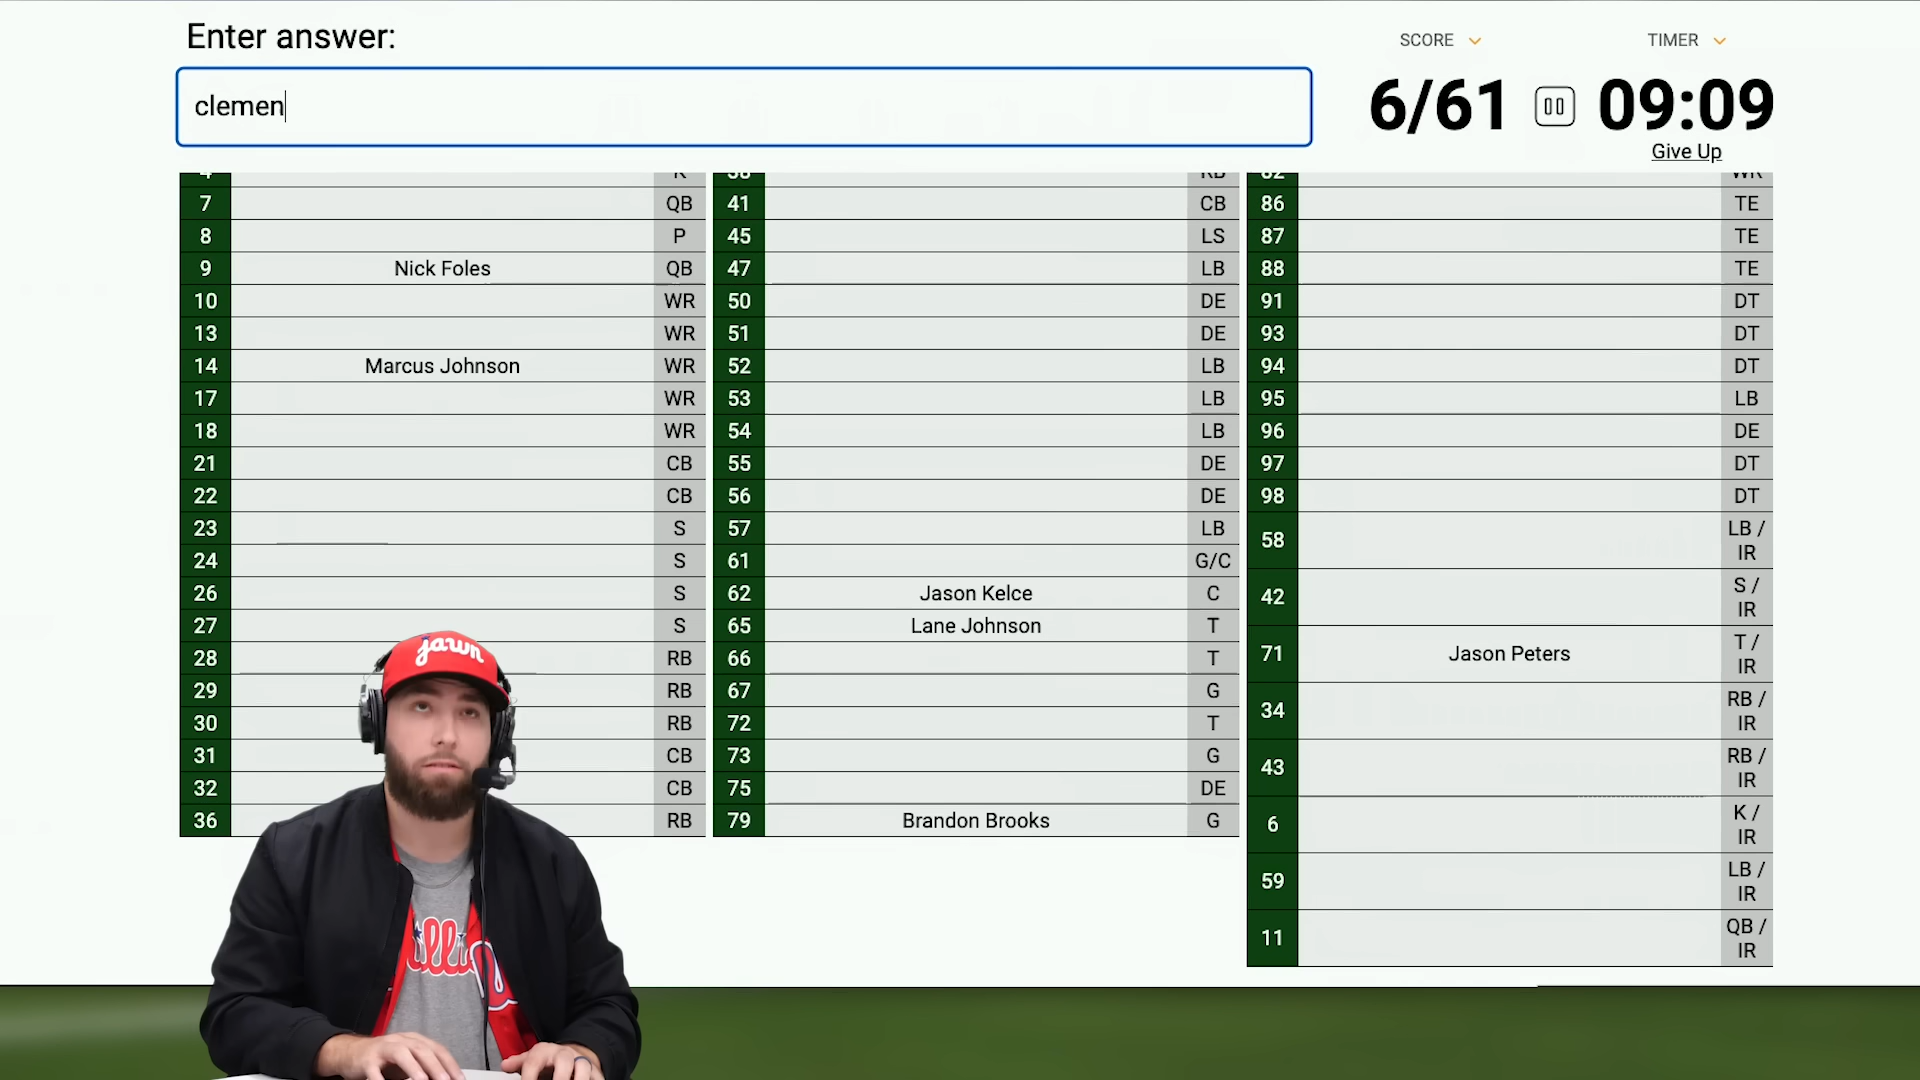 Enter answer:
clemen
SCORE
TIMER
6/61
09:09
Give Up
4 K
7 QB
8 P
9 Nick Foles QB
10 WR
13 WR
14 Marcus Johnson WR
17 WR
18 WR
21 CB
22 CB
23 S
24 S
26 S
27 S
28 RB
29 RB
30 RB
31 CB
32 CB
36 RB
38 RB
41 CB
45 LS
47 LB
50 DE
51 DE
52 LB
53 LB
54 LB
55 DE
56 DE
57 LB
61 G/C
62 Jason Kelce C
65 Lane Johnson T
66 T
67 G
72 T
73 G
75 DE
79 Brandon Brooks G
82 WR
86 TE
87 TE
88 TE
91 DT
93 DT
94 DT
95 LB
96 DE
97 DT
98 DT
58 LB /
IR
42 S /
IR
71 Jason Peters T /
IR
34 RB /
IR
43 RB /
IR
6 K /
IR
59 LB /
IR
11 QB /
IR
jawn